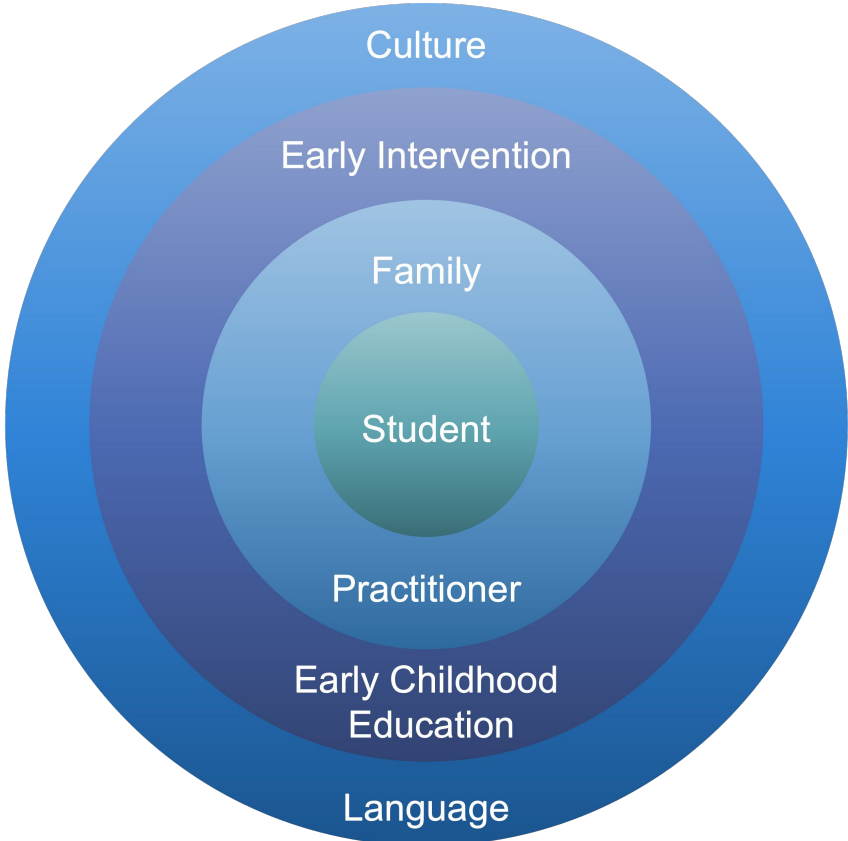 Culture
Early Intervention
Family
Student
Practitioner
Early Childhood
Education
Language